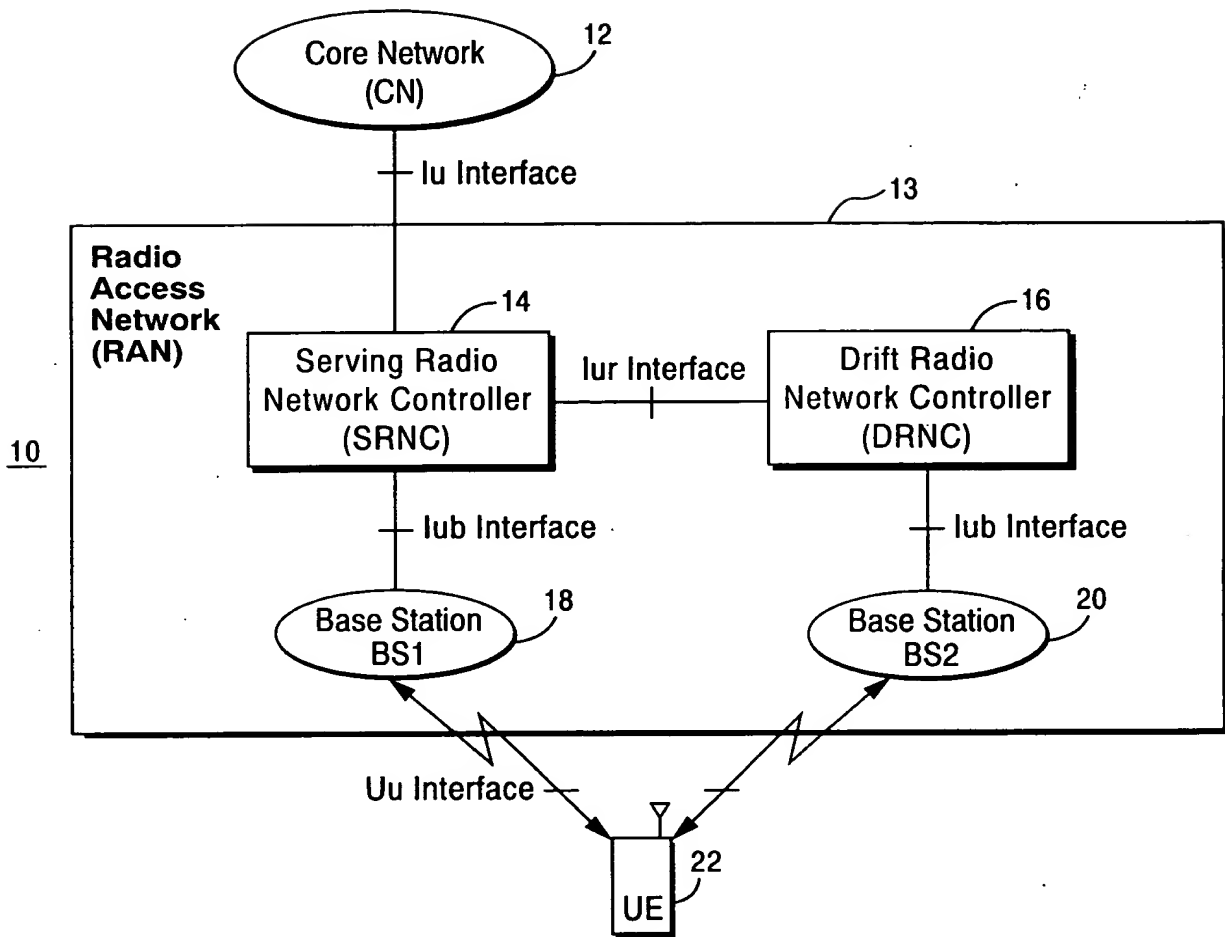 Core Network
(CN)
12
Iu Interface
13
Radio
Access
Network
(RAN)
14
16
Serving Radio
Network Controller
(SRNC)
Iur Interface
Drift Radio
Network Controller
(DRNC)
10
Iub Interface
Iub Interface
Base Station
BS1
18
Base Station
BS2
20
Uu Interface
UE
22